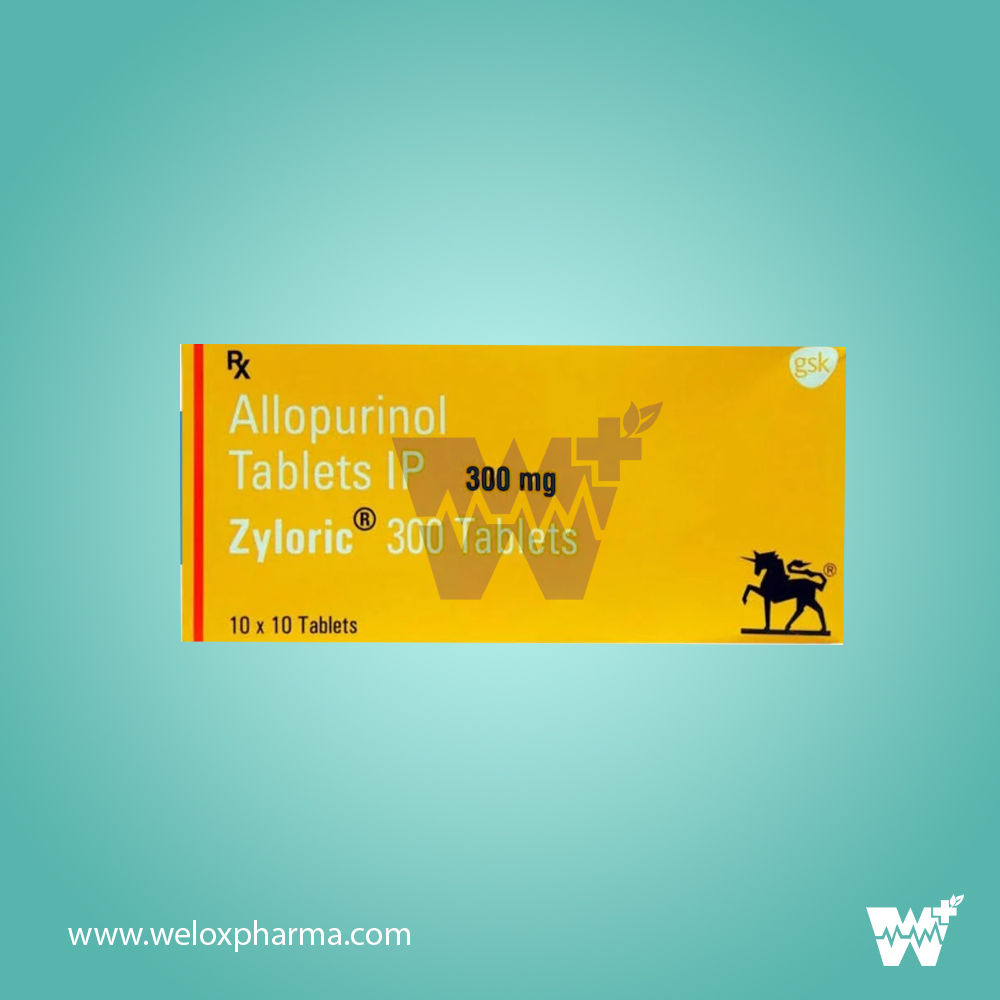 Rx
gsk
Allopurinol
Tablets IP
300 mg
Zyloric® 300 Tablets
10 x 10 Tablets
®
www.weloxpharma.com
W